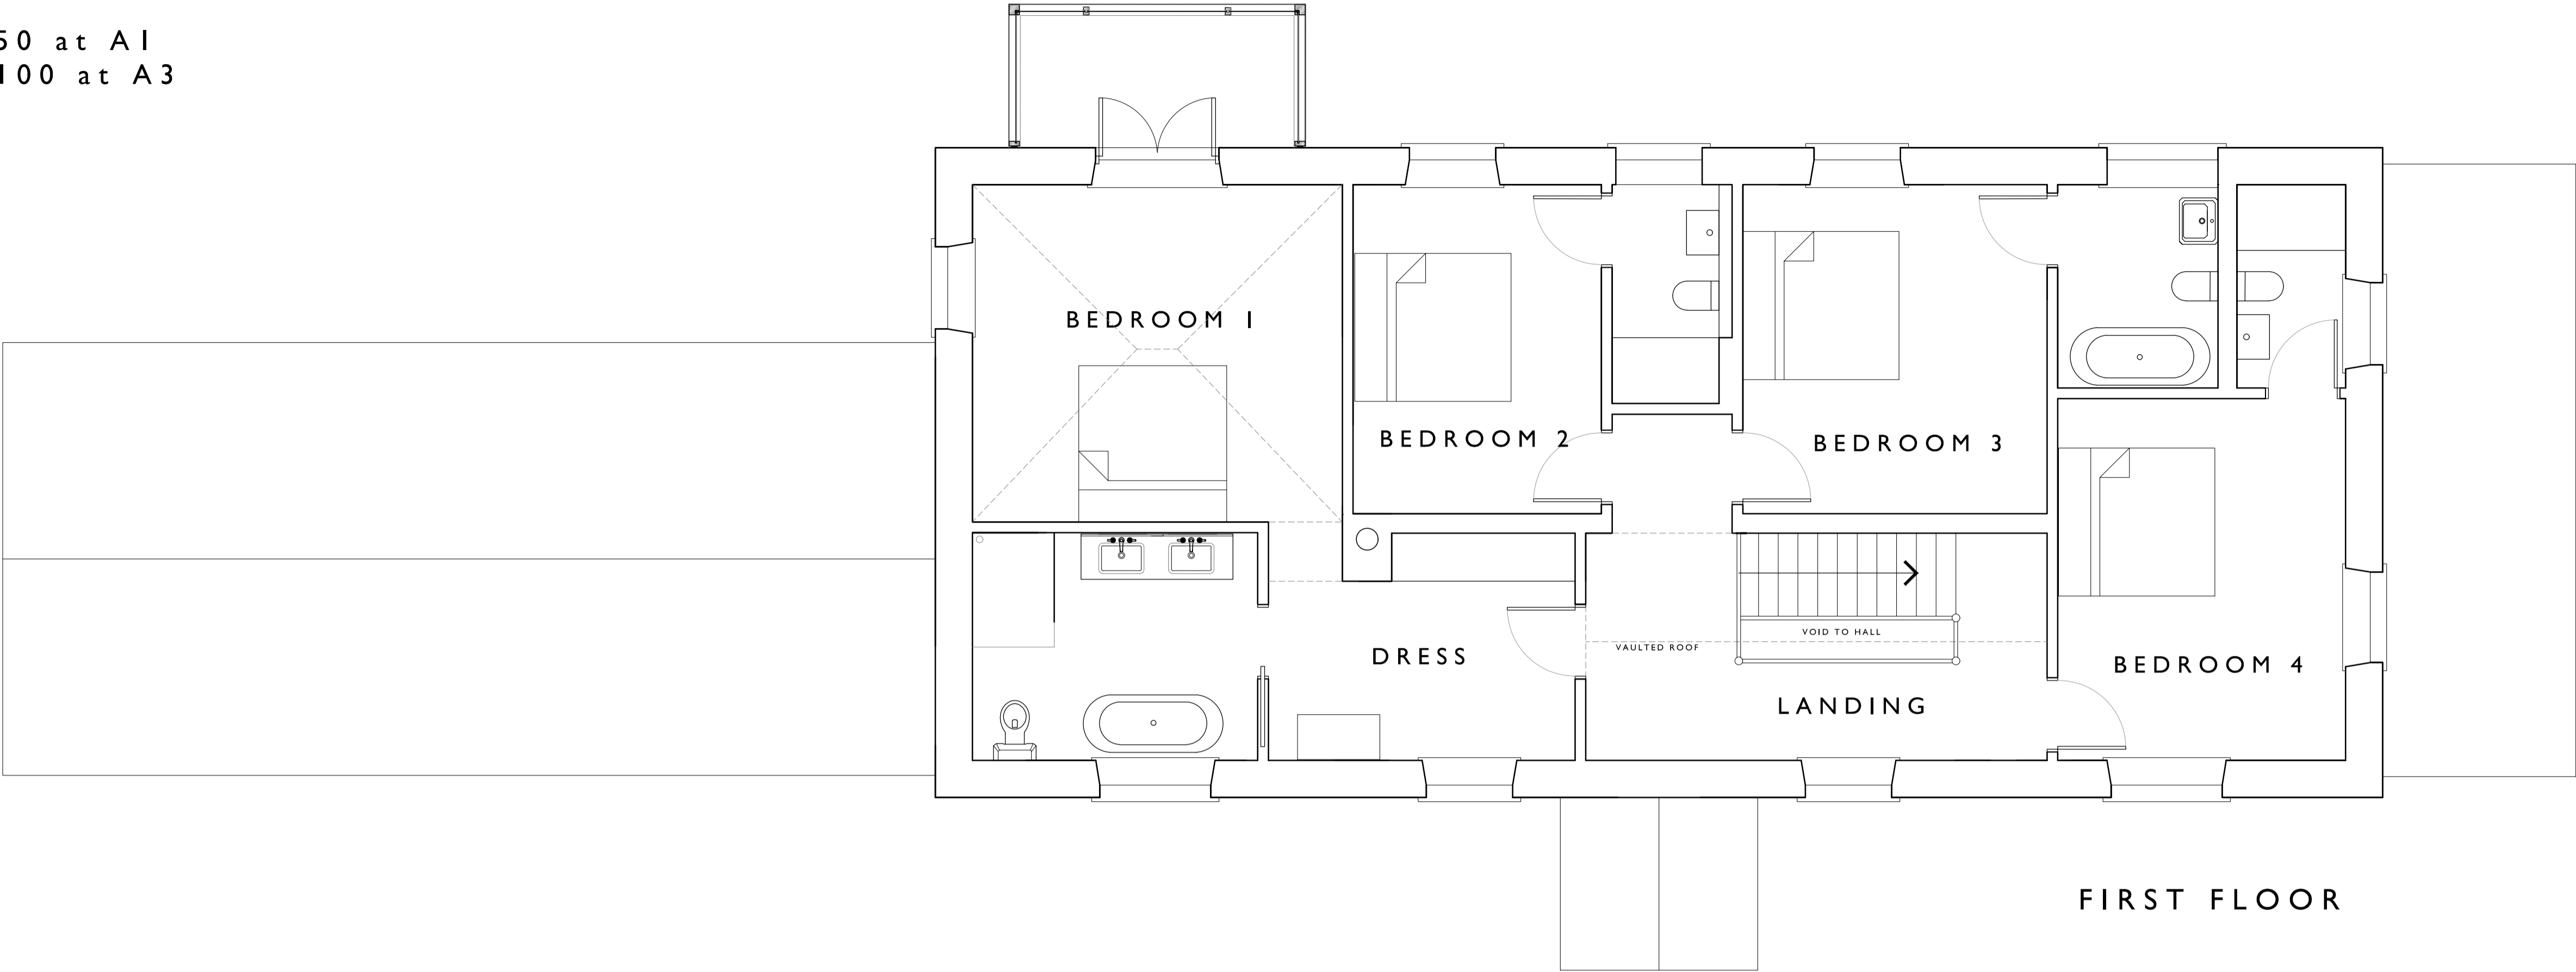 50 at A1
100 at A3
BEDROOM 1
BEDROOM 2
BEDROOM 3
VOID TO HALL
VAULTED ROOF
DRESS
BEDROOM 4
LANDING
FIRST FLOOR